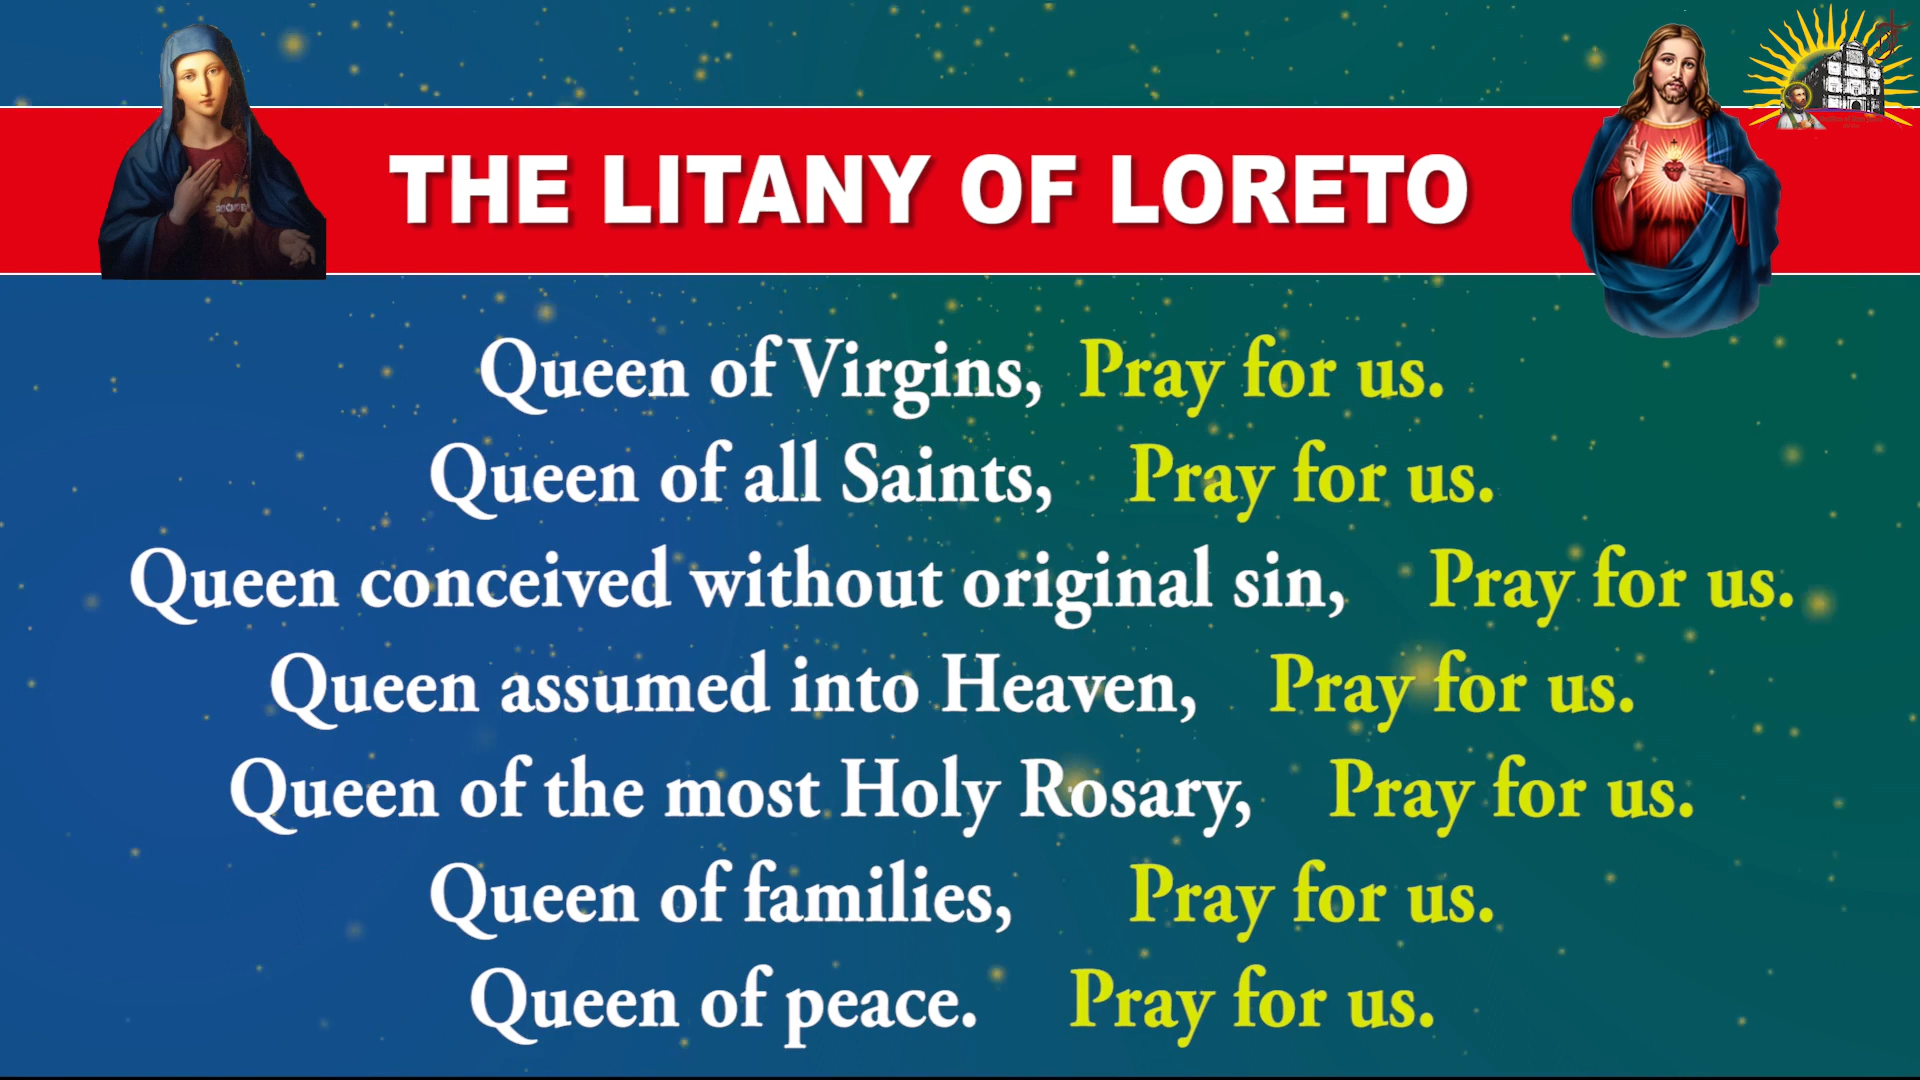 THE LITANY OF LORETO
Queen of Virgins, Pray for us.
Queen of all Saints, Pray for us.
Queen conceived without original sin, Pray for us.
Queen assumed into Heaven, Pray for us.
Queen of the most Holy Rosary, Pray for us.
Queen of families, Pray for us.
Queen of peace. Pray for us.